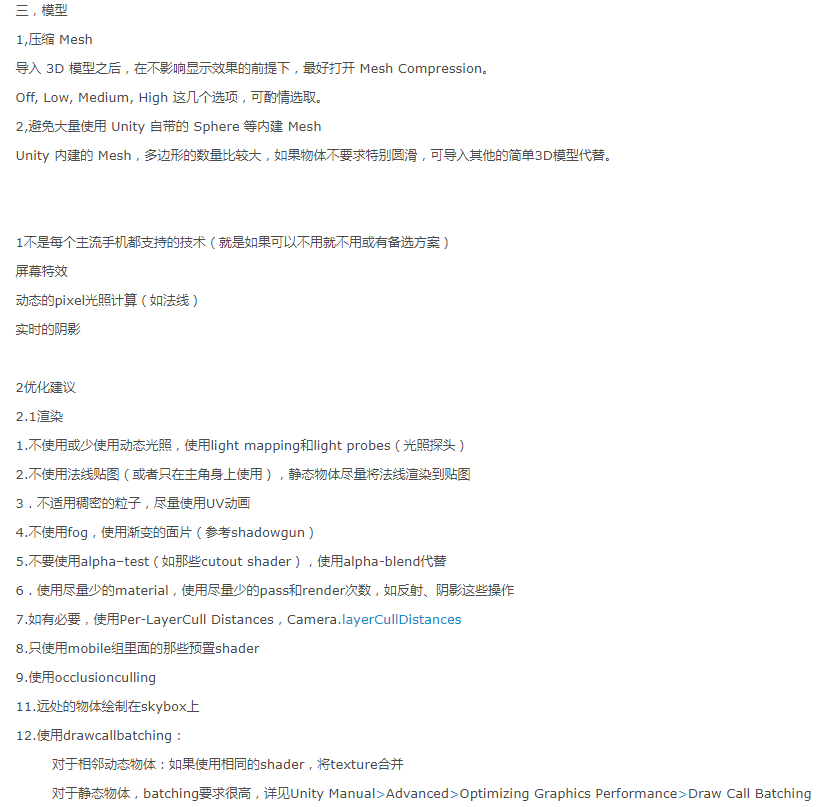 三，模型
1,压缩 Mesh
导入 3D 模型之后，在不影响显示效果的前提下，最好打开 Mesh Compression。
Off, Low, Medium, High 这几个选项，可酌情选取。
2,避免大量使用 Unity 自带的 Sphere 等内建 Mesh
Unity 内建的 Mesh，多边形的数量比较大，如果物体不要求特别圆滑，可导入其他的简单3D模型代替。
1不是每个主流手机都支持的技术（就是如果可以不用就不用或有备选方案）
屏幕特效
动态的pixel光照计算（如法线）
实时的阴影
2优化建议
2.1渲染
1.不使用或少使用动态光照，使用light mapping和light probes（光照探头）
2.不使用法线贴图（或者只在主角身上使用），静态物体尽量将法线渲染到贴图
3．不适用稠密的粒子，尽量使用UV动画
4.不使用fog，使用渐变的面片（参考shadowgun）
5.不要使用alpha–test（如那些cutout shader），使用alpha-blend代替
6．使用尽量少的material，使用尽量少的pass和render次数，如反射、阴影这些操作
7.如有必要，使用Per-LayerCull Distances，Camera.layerCullDistances
8.只使用mobile组里面的那些预置shader
9.使用occlusionculling
11.远处的物体绘制在skybox上
12.使用drawcallbatching：
对于相邻动态物体：如果使用相同的shader，将texture合并
对于静态物体，batching要求很高，详见Unity Manual>Advanced>Optimizing Graphics Performance>Draw Call Batching